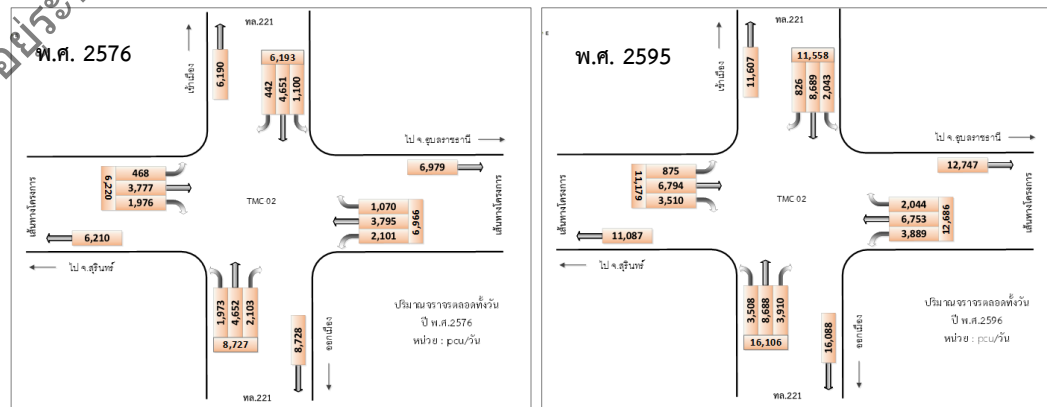 อยู่ระ
พ.ศ. 2576
ทล.221
เข้าเมือง
6,190
6,193
442
4,651
1,100
ไป จ.อุบลราชธานี
6,979
เส้นทางโครงการ
6,220
468
3,777
1,976
TMC 02
1,070
3,795
2,101
6,966
เส้นทางโครงการ
6,210
ไป จ.สุรินทร์
1,973
4,652
2,103
8,727
8,728
ออกเมือง
ปริมาณจราจรตลอดทั้งวัน
ปี พ.ศ.2576
หน่วย : pcu/วัน
ทล.221
พ.ศ. 2595
ทล.221
เข้าเมือง
11,607
11,558
826
8,689
2,043
ไป จ.อุบลราชธานี
12,747
เส้นทางโครงการ
11,179
875
6,794
3,510
TMC 02
2,044
6,753
3,889
12,686
เส้นทางโครงการ
11,087
ไป จ.สุรินทร์
3,508
8,688
3,910
16,106
16,088
ออกเมือง
ปริมาณจราจรตลอดทั้งวัน
ปี พ.ศ.2596
หน่วย : pcu/วัน
ทล.221